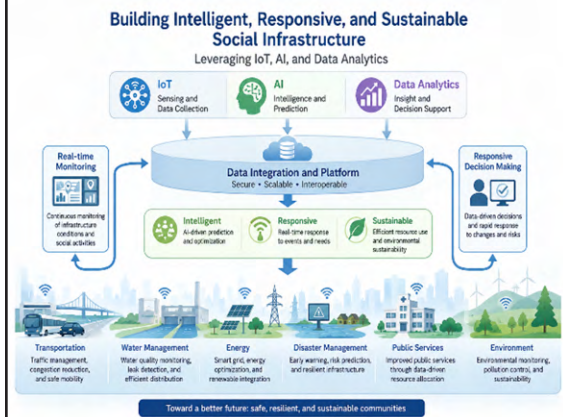 Building Intelligent, Responsive, and Sustainable
Social Infrastructure
Leveraging IoT, AI, and Data Analytics
IoT
Sensing and
Data Collection
AI
Intelligence and
Prediction
Data Analytics
Insight and
Decision Support
Real-time
Monitoring
Continuous monitoring
of infrastructure
conditions and
social activities
Data Integration and Platform
Secure • Scalable • Interoperable
Responsive
Decision Making
Data-driven decisions
and rapid response
to changes and risks
Intelligent
AI-driven prediction
and optimization
Responsive
Real-time response
to events and needs
Sustainable
Efficient resource use
and environmental
sustainability
Transportation
Traffic management,
congestion reduction,
and safe mobility
Water Management
Water quality monitoring,
leak detection, and
efficient distribution
Energy
Smart grid, energy
optimization, and
renewable integration
Disaster Management
Early warning, risk prediction,
and resilient infrastructure
Public Services
Improved public services
through data-driven
resource allocation
Environment
Environmental monitoring,
pollution control, and
sustainability
Toward a better future: safe, resilient, and sustainable communities